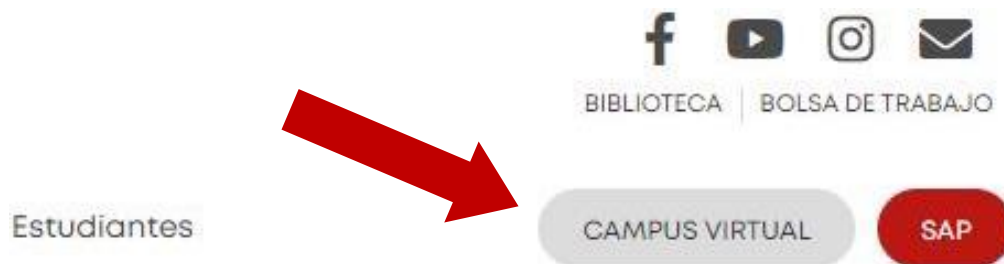 BIBLIOTECA | BOLSA DE TRABAJO
Estudiantes CAMPUS VIRTUAL SAP